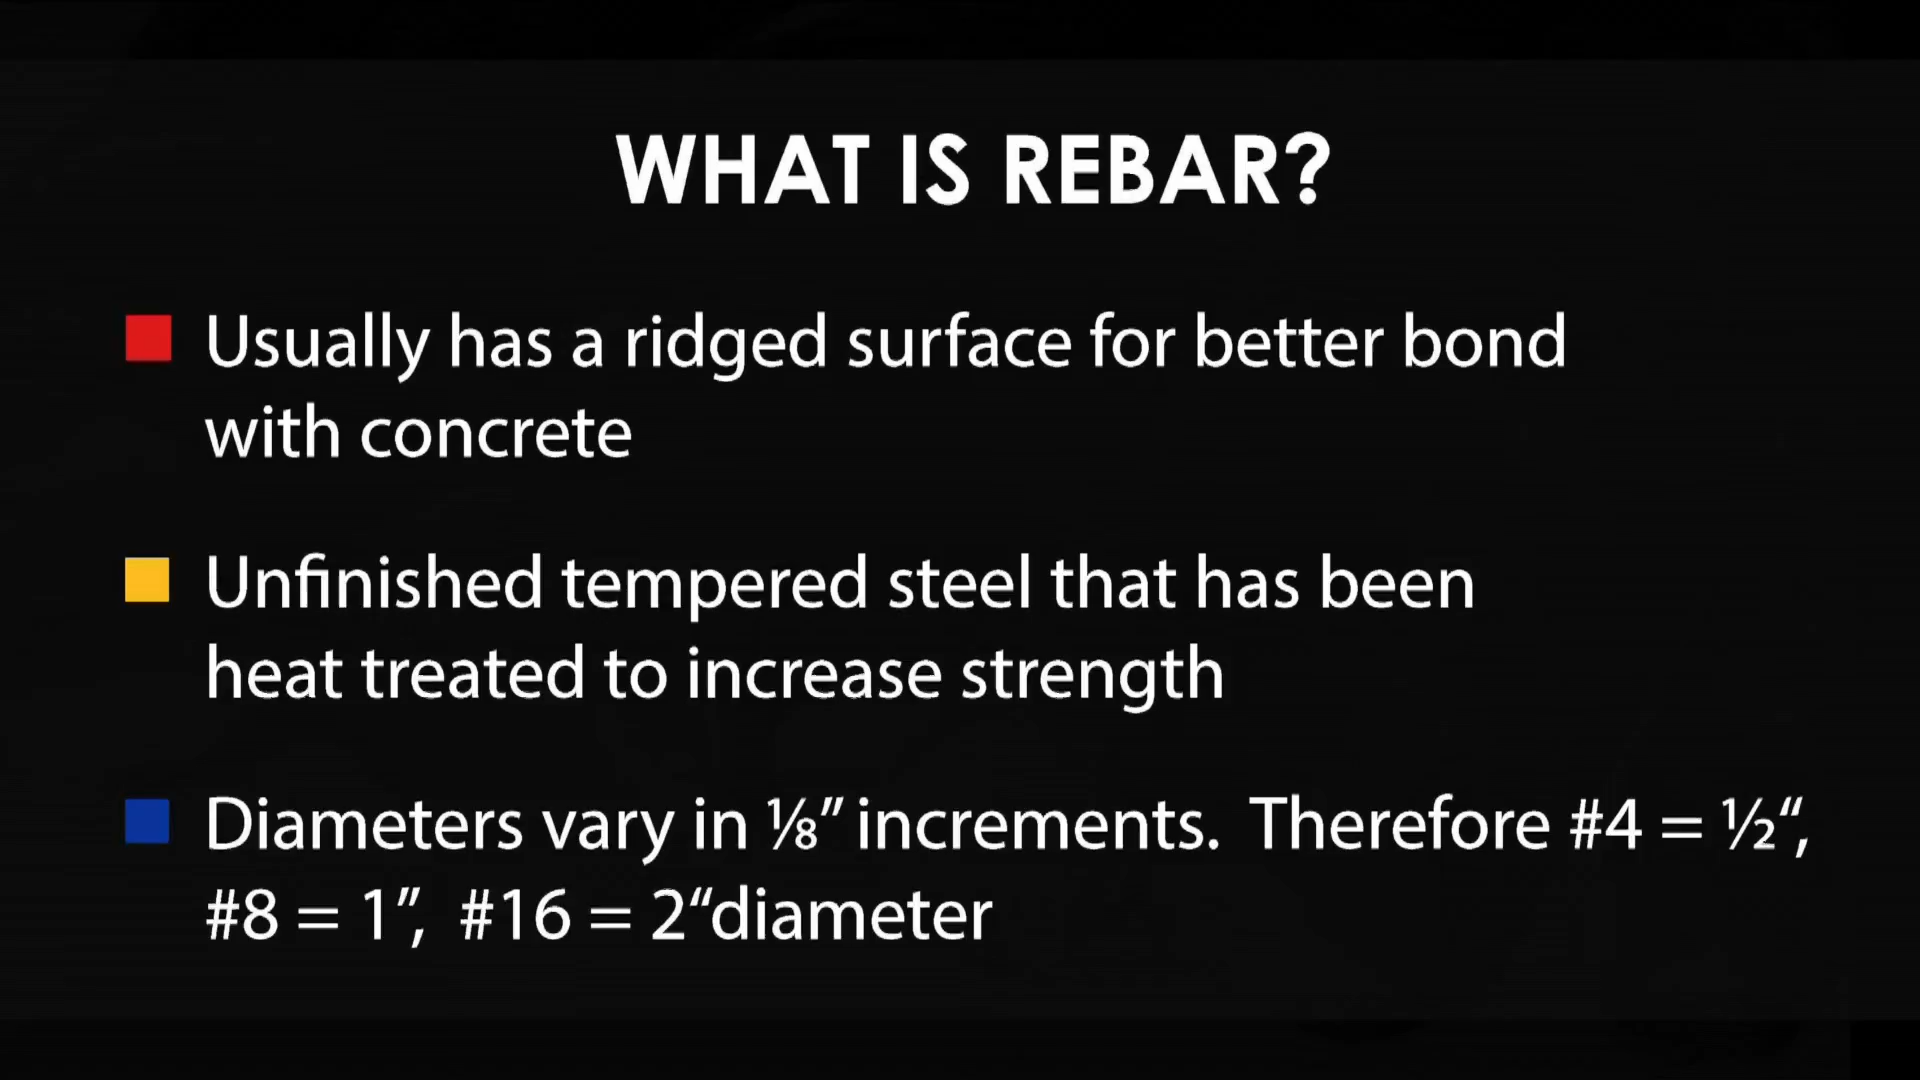 WHAT IS REBAR?
Usually has a ridged surface for better bond
with concrete
Unfinished tempered steel that has been
heat treated to increase strength
Diameters vary in ⅛” increments.  Therefore #4 = ½“,
#8 = 1”,  #16 = 2“diameter